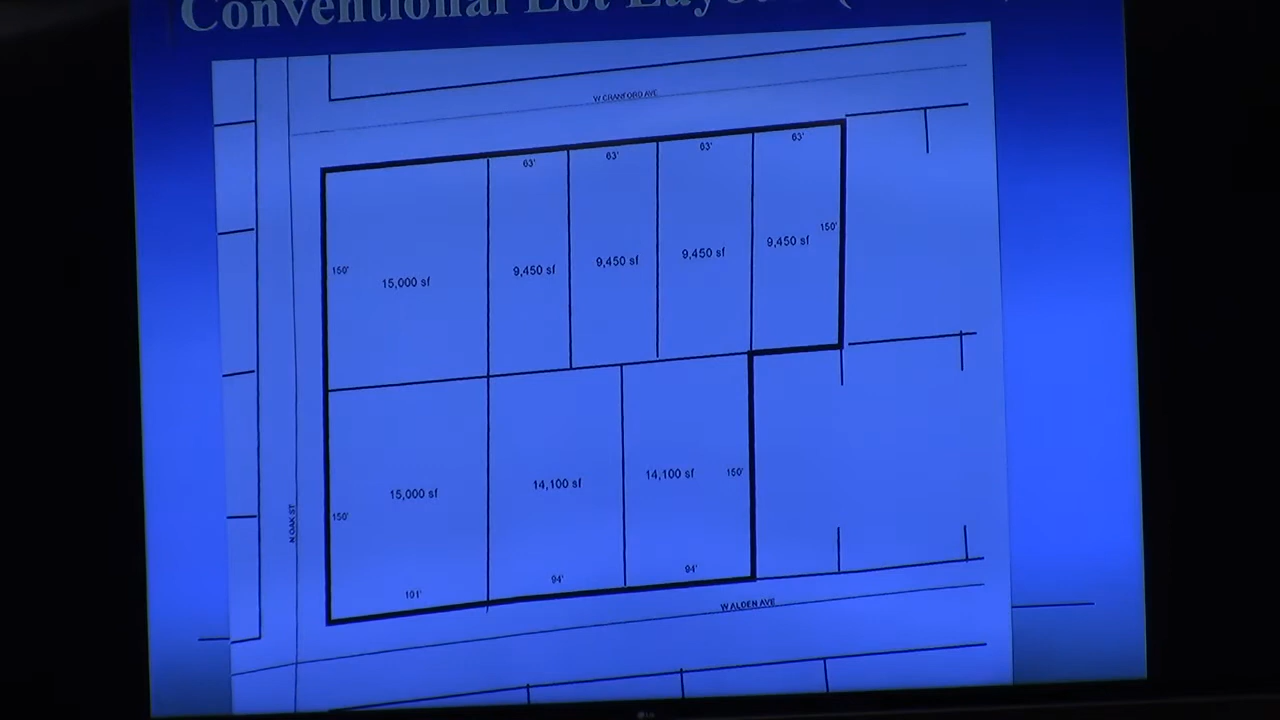 Conventional Lot
W CRANFORD AVE
63'
63'
63'
63'
150'
15,000 sf
9,450 sf
9,450 sf
9,450 sf
9,450 sf
150'
N OAK ST
150'
15,000 sf
14,100 sf
14,100 sf
150'
101'
94'
94'
W ALDEN AVE
LG